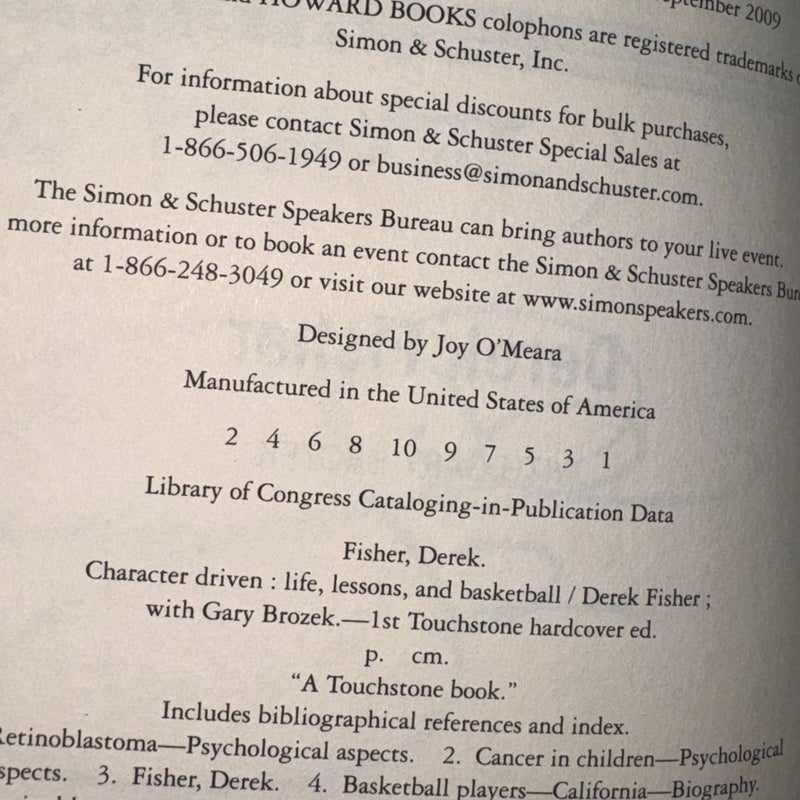 September 2009
HOWARD BOOKS colophons are registered trademarks
Simon & Schuster, Inc.
For information about special discounts for bulk purchases,
please contact Simon & Schuster Special Sales at
1-866-506-1949 or business@simonandschuster.com.
The Simon & Schuster Speakers Bureau can bring authors to your live event.
more information or to book an event contact the Simon & Schuster Speakers Bur
at 1-866-248-3049 or visit our website at www.simonspeakers.com.
Designed by Joy O’Meara
Manufactured in the United States of America
2 4 6 8 10 9 7 5 3 1
Library of Congress Cataloging-in-Publication Data
Fisher, Derek.
Character driven : life, lessons, and basketball / Derek Fisher ;
with Gary Brozek.—1st Touchstone hardcover ed.
p. cm.
“A Touchstone book.”
Includes bibliographical references and index.
Retinoblastoma—Psychological aspects. 2. Cancer in children—Psychological
spects. 3. Fisher, Derek. 4. Basketball players—California—Biography.